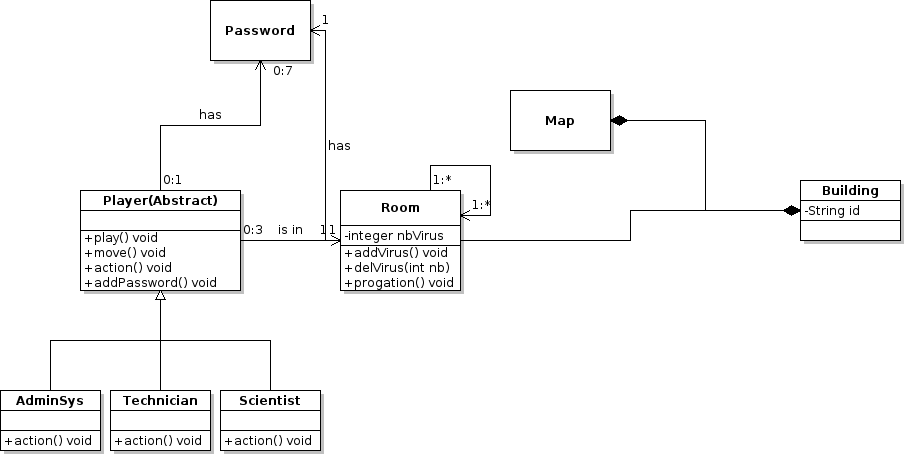 Password
1
0:7
has
has
Map
0:1
1:*
1:*
Player(Abstract)
+play() void
+move() void
+action() void
+addPassword() void
0:3 is in 11
Room
-integer nbVirus
+addVirus() void
+delVirus(int nb)
+progation() void
Building
-String id
AdminSys
+action() void
Technician
+action() void
Scientist
+action() void